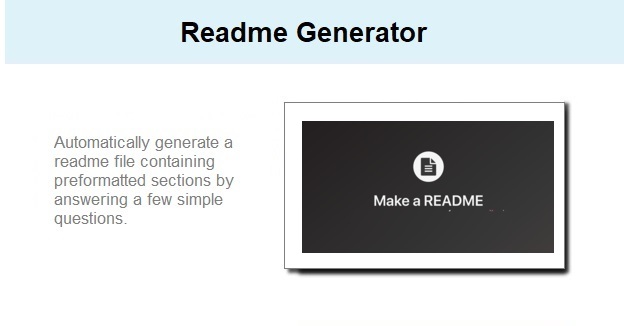 Readme Generator
Automatically generate a
readme file containing
preformatted sections by
answering a few simple
questions.
Make a README